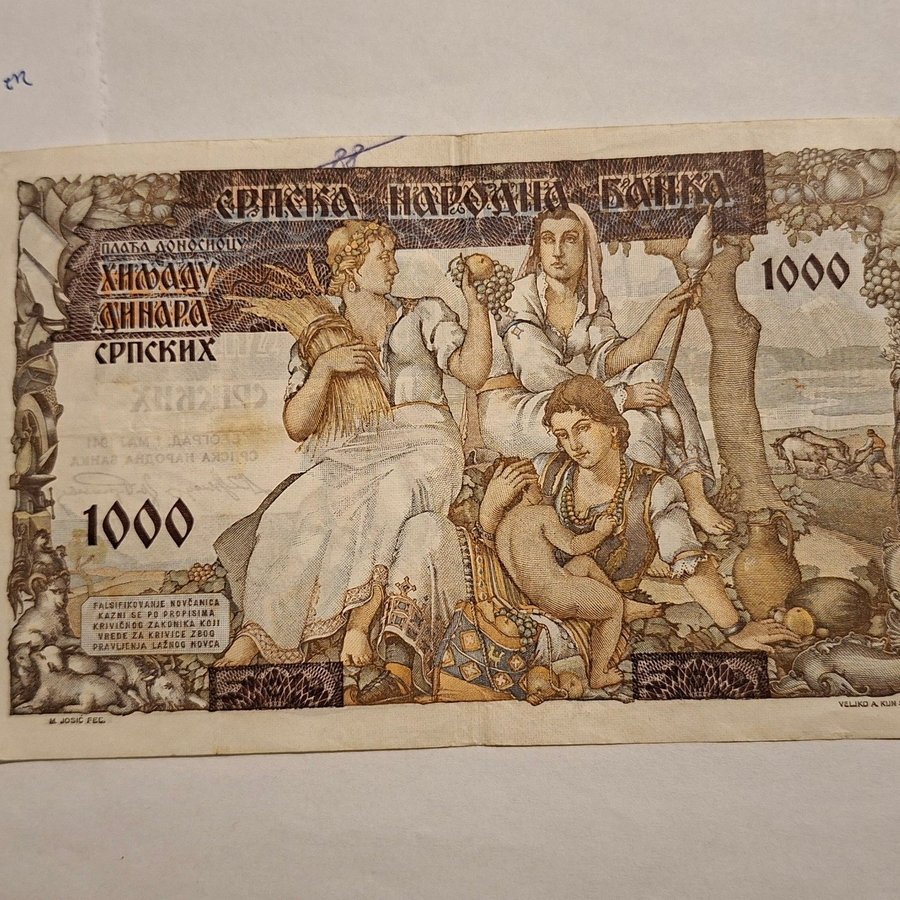 СРПСКА НАРОДНА БАНКА
ПЛАЋА ДОНОСИОЦУ
ХИЉАДУ
ДИНАРА
СРПСКИХ
1000
1000
FALSIFIKOVANJE NOVČANICA
KAZNI SE PO PROPISIMA
KRIVIČNOG ZAKONIKA KOJI
VREDE ZA KRIVICE ZBOG
PRAVLJENJA LAŽNOG NOVCA
M. JOSIĆ FEC.
VELJKO A. KUN